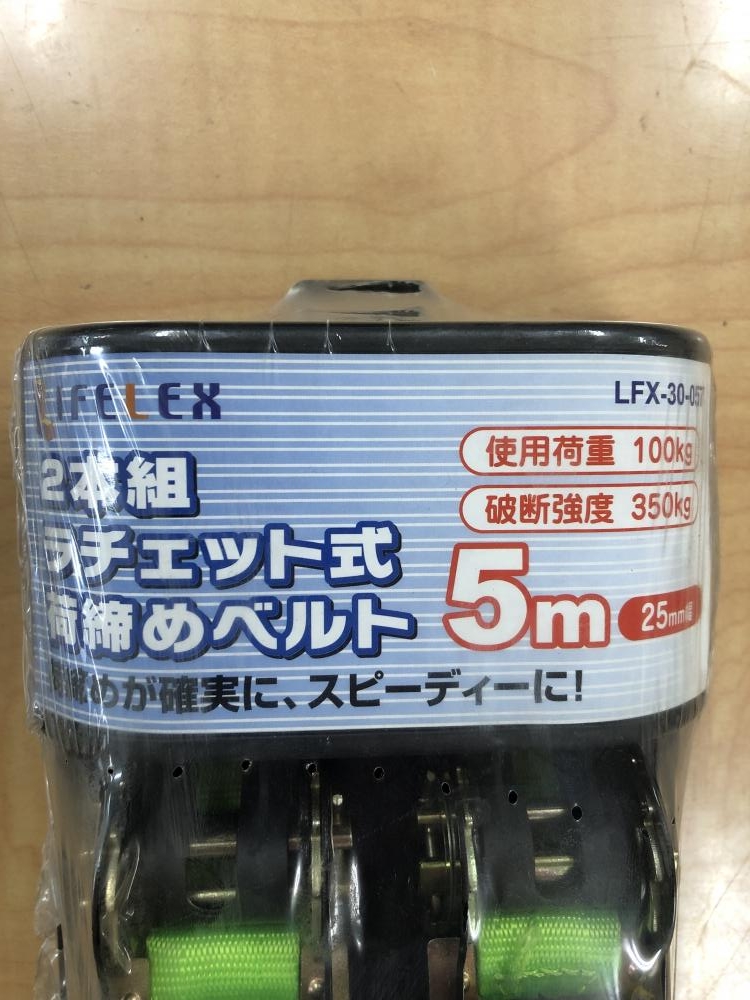 LIFELEX
LFX-30-057
2本組
ラチェット式
荷締めベルト
使用荷重 100kg
破断強度 350kg
5m
25mm幅
荷締めが確実に、スピーディーに!